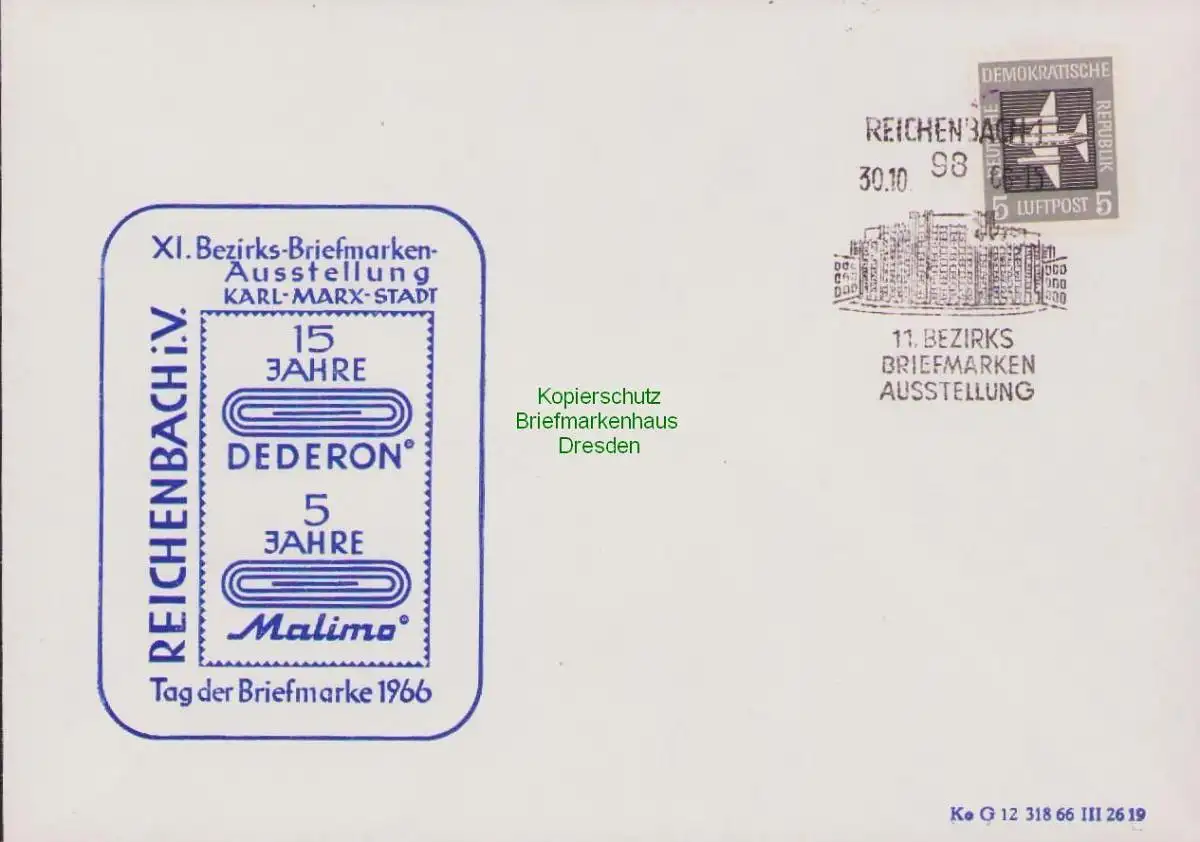 DEMOKRATISCHE
DEUTSCHE
REPUBLIK
5 LUFTPOST 5
REICHENBACH 1
98
30.10.
11. BEZIRKS
BRIEFMARKEN
AUSSTELLUNG
XI. Bezirks-Briefmarken-
Ausstellung
KARL-MARX-STADT
REICHENBACH i.V.
15
JAHRE
DEDERON
5
JAHRE
Malimo
Tag der Briefmarke 1966
Kopierschutz
Briefmarkenhaus
Dresden
Ke G 12 318 66 III 26 19